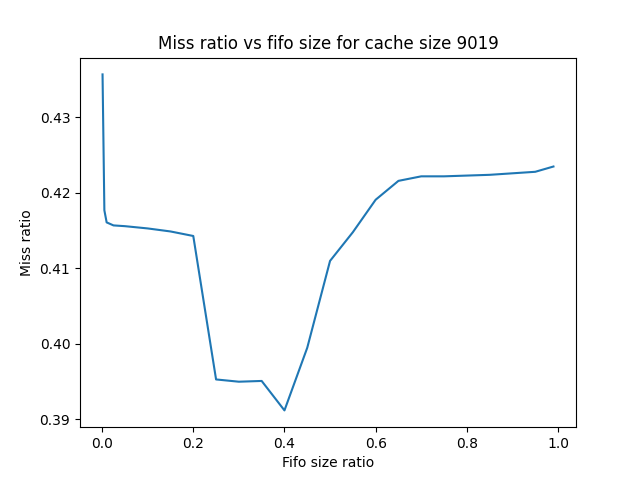 Miss ratio vs fifo size for cache size 9019
0.43
0.42
0.41
0.40
0.39
Miss ratio
0.0 0.2 0.4 0.6 0.8 1.0
Fifo size ratio